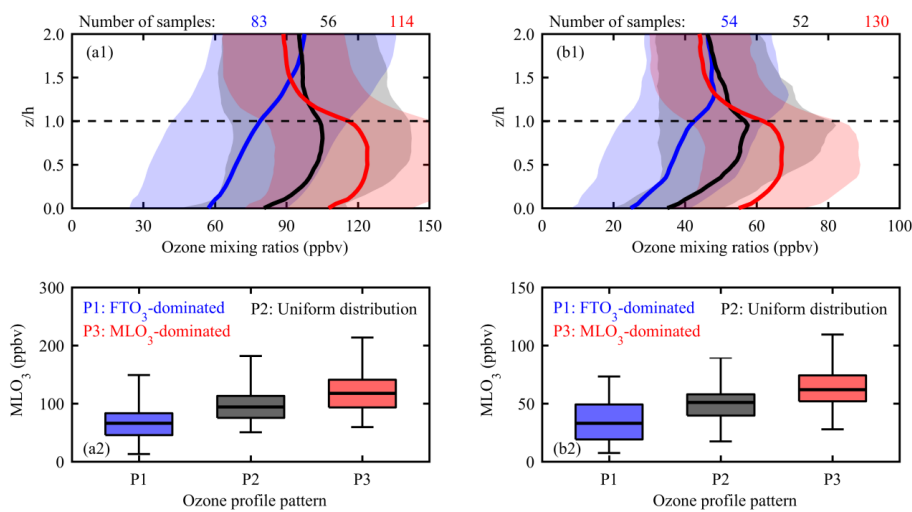 Number of samples: 83 56 114
(a1)
z/h
2.0
1.5
1.0
0.5
0.0
0 30 60 90 120 150
Ozone mixing ratios (ppbv)
Number of samples: 54 52 130
(b1)
z/h
2.0
1.5
1.0
0.5
0.0
0 20 40 60 80 100
Ozone mixing ratios (ppbv)
P1: FTO3-dominated P2: Uniform distribution
P3: MLO3-dominated
MLO3 (ppbv)
300
200
100
0
(a2)
P1 P2 P3
Ozone profile pattern
P1: FTO3-dominated P2: Uniform distribution
P3: MLO3-dominated
MLO3 (ppbv)
150
100
50
0
(b2)
P1 P2 P3
Ozone profile pattern